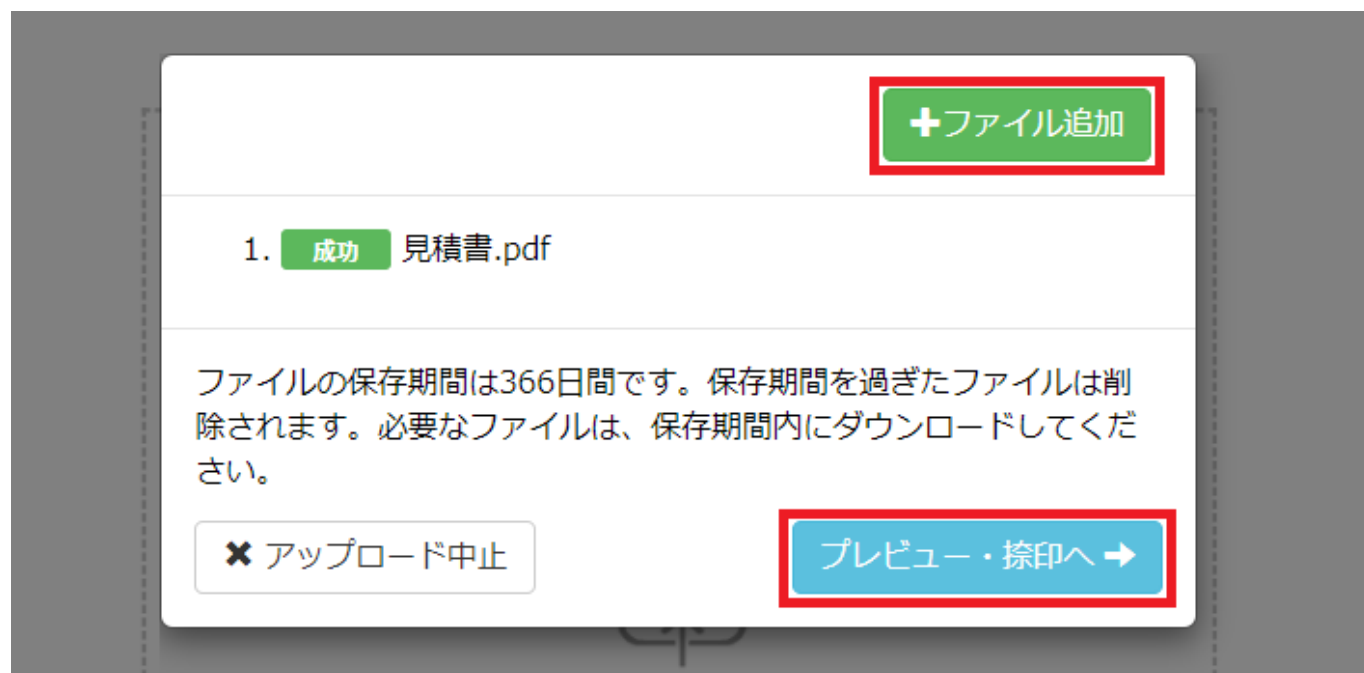 ✚ファイル追加
1. 成功 見積書.pdf
ファイルの保存期間は366日間です。保存期間を過ぎたファイルは削
除されます。必要なファイルは、保存期間内にダウンロードしてくだ
さい。
✖ アップロード中止
プレビュー・捺印へ ➜